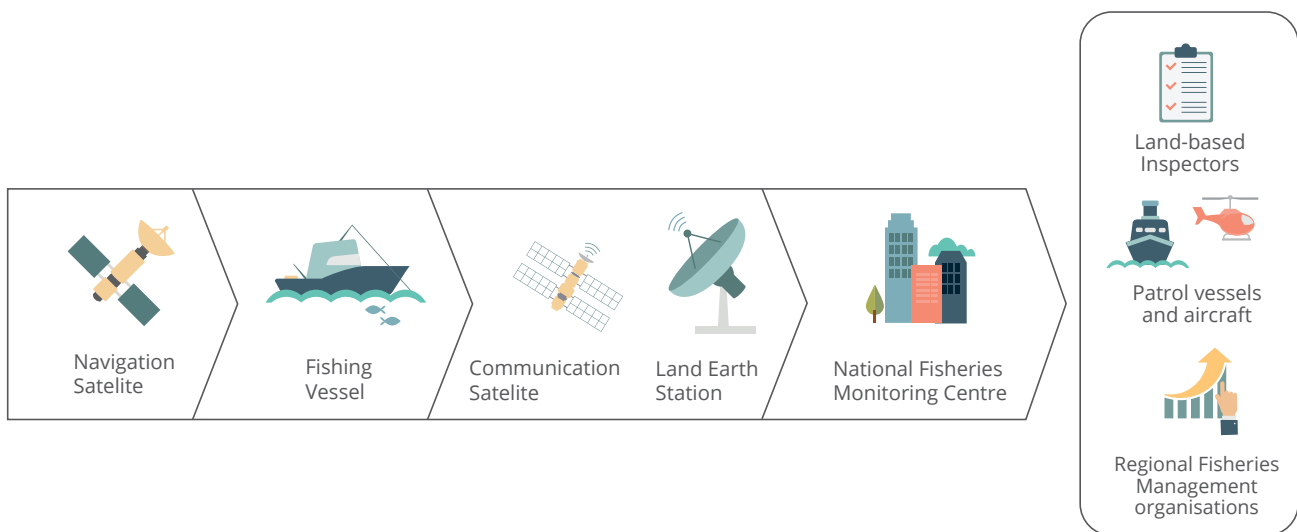 Navigation
Satelite
Fishing
Vessel
Communication
Satelite
Land Earth
Station
National Fisheries
Monitoring Centre
Land-based
Inspectors
Patrol vessels
and aircraft
Regional Fisheries
Management
organisations